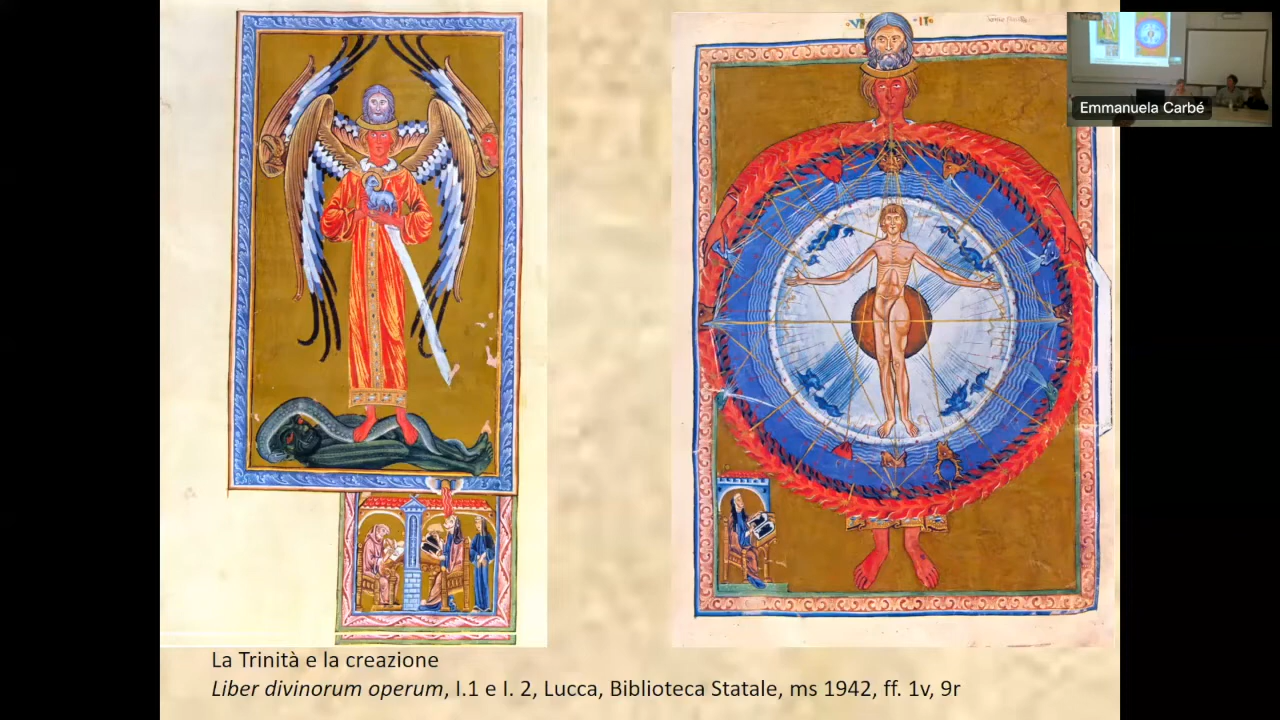 Emmanuela Carbé
La Trinità e la creazione
Liber divinorum operum, I.1 e I. 2, Lucca, Biblioteca Statale, ms 1942, ff. 1v, 9r